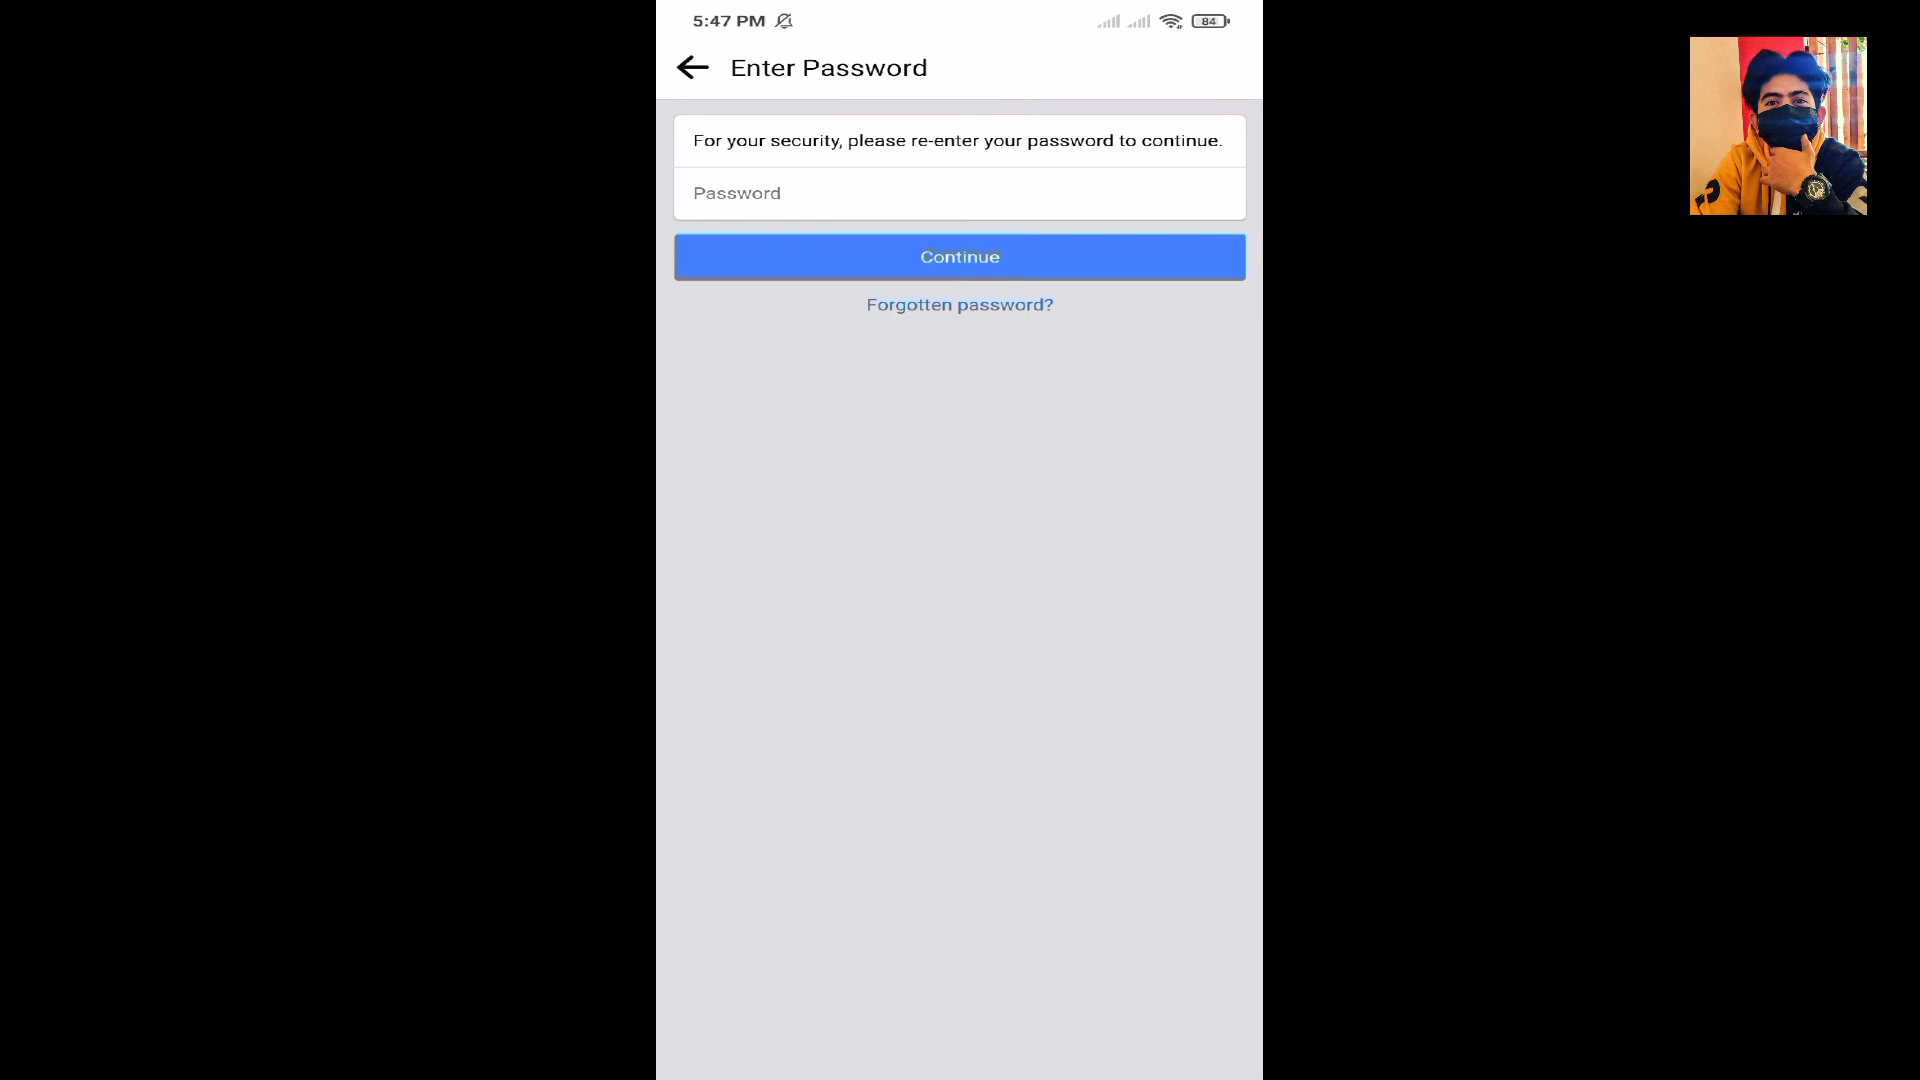 5:47 PM
84
Enter Password
For your security, please re-enter your password to continue.
Password
Continue
Forgotten password?